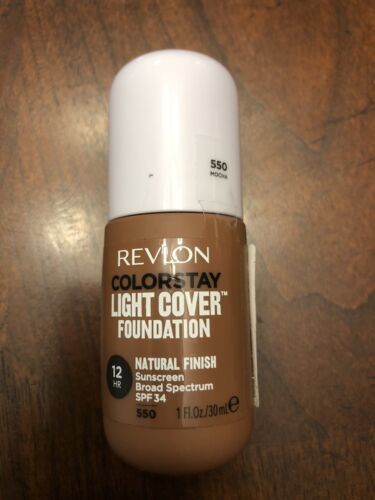 550
MOCHA
REVLON
COLORSTAY
LIGHT COVER™
FOUNDATION
12
HR
NATURAL FINISH
Sunscreen
Broad Spectrum
SPF 34
550
1 Fl.Oz./30mL℮